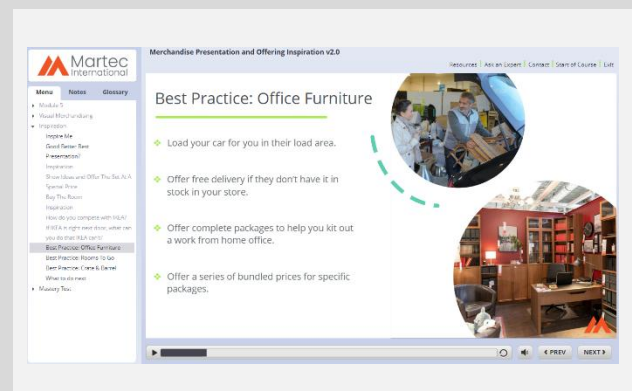 Martec
International
Merchandise Presentation and Offering Inspiration v2.0
Resources | Ask an Expert | Contact | Start of Course | Exit
Menu Notes Glossary
Module 5
Visual Merchandising
Inspiration
Inspire Me
Good Better Best
Presentation?
Inspiration
Show Ideas and Offer The Set At A
Special Price
Buy The Room
Inspiration
How do you compete with IKEA?
If IKEA is right next door, what can
you do that IKEA can't?
Best Practice: Office Furniture
Best Practice: Rooms To Go
Best Practice: Crate & Barrel
What to do next
Mastery Test
Best Practice: Office Furniture
Load your car for you in their load area.
Offer free delivery if they don't have it in
stock in your store.
Offer complete packages to help you kit out
a work from home office.
Offer a series of bundled prices for specific
packages.
PREV NEXT